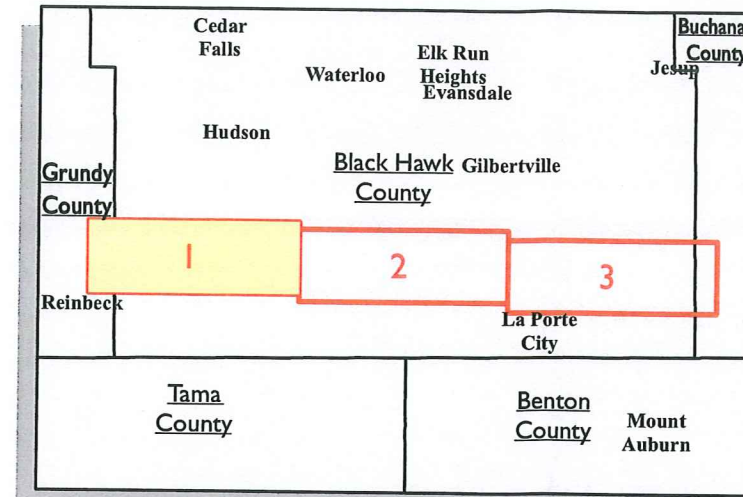 Cedar
Falls
Elk Run
Heights
Evansdale
Waterloo
Buchana
County
Jesup
Hudson
Black Hawk
County
Gilbertville
Grundy
County
1
2
3
Reinbeck
La Porte
City
Tama
County
Benton
County
Mount
Auburn